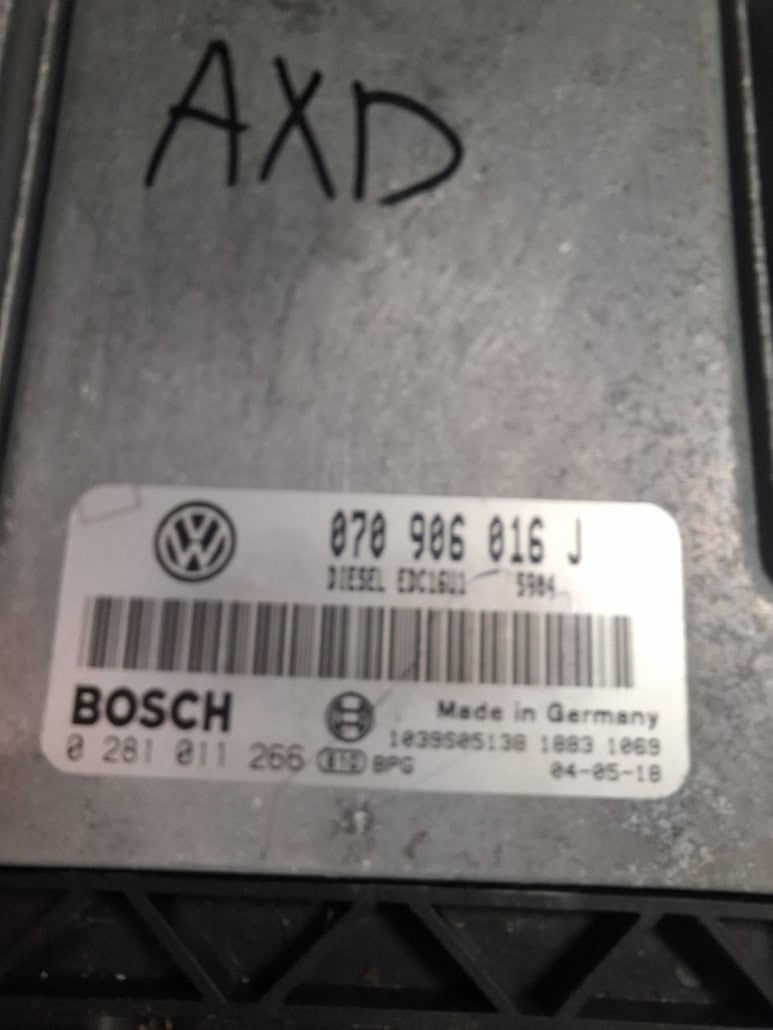 AXD
070 906 016 J
DIESEL EDC16U1 5904
BOSCH
Made in Germany
0 281 011 266 BPG
1039S05138 1883 1069
04-05-18